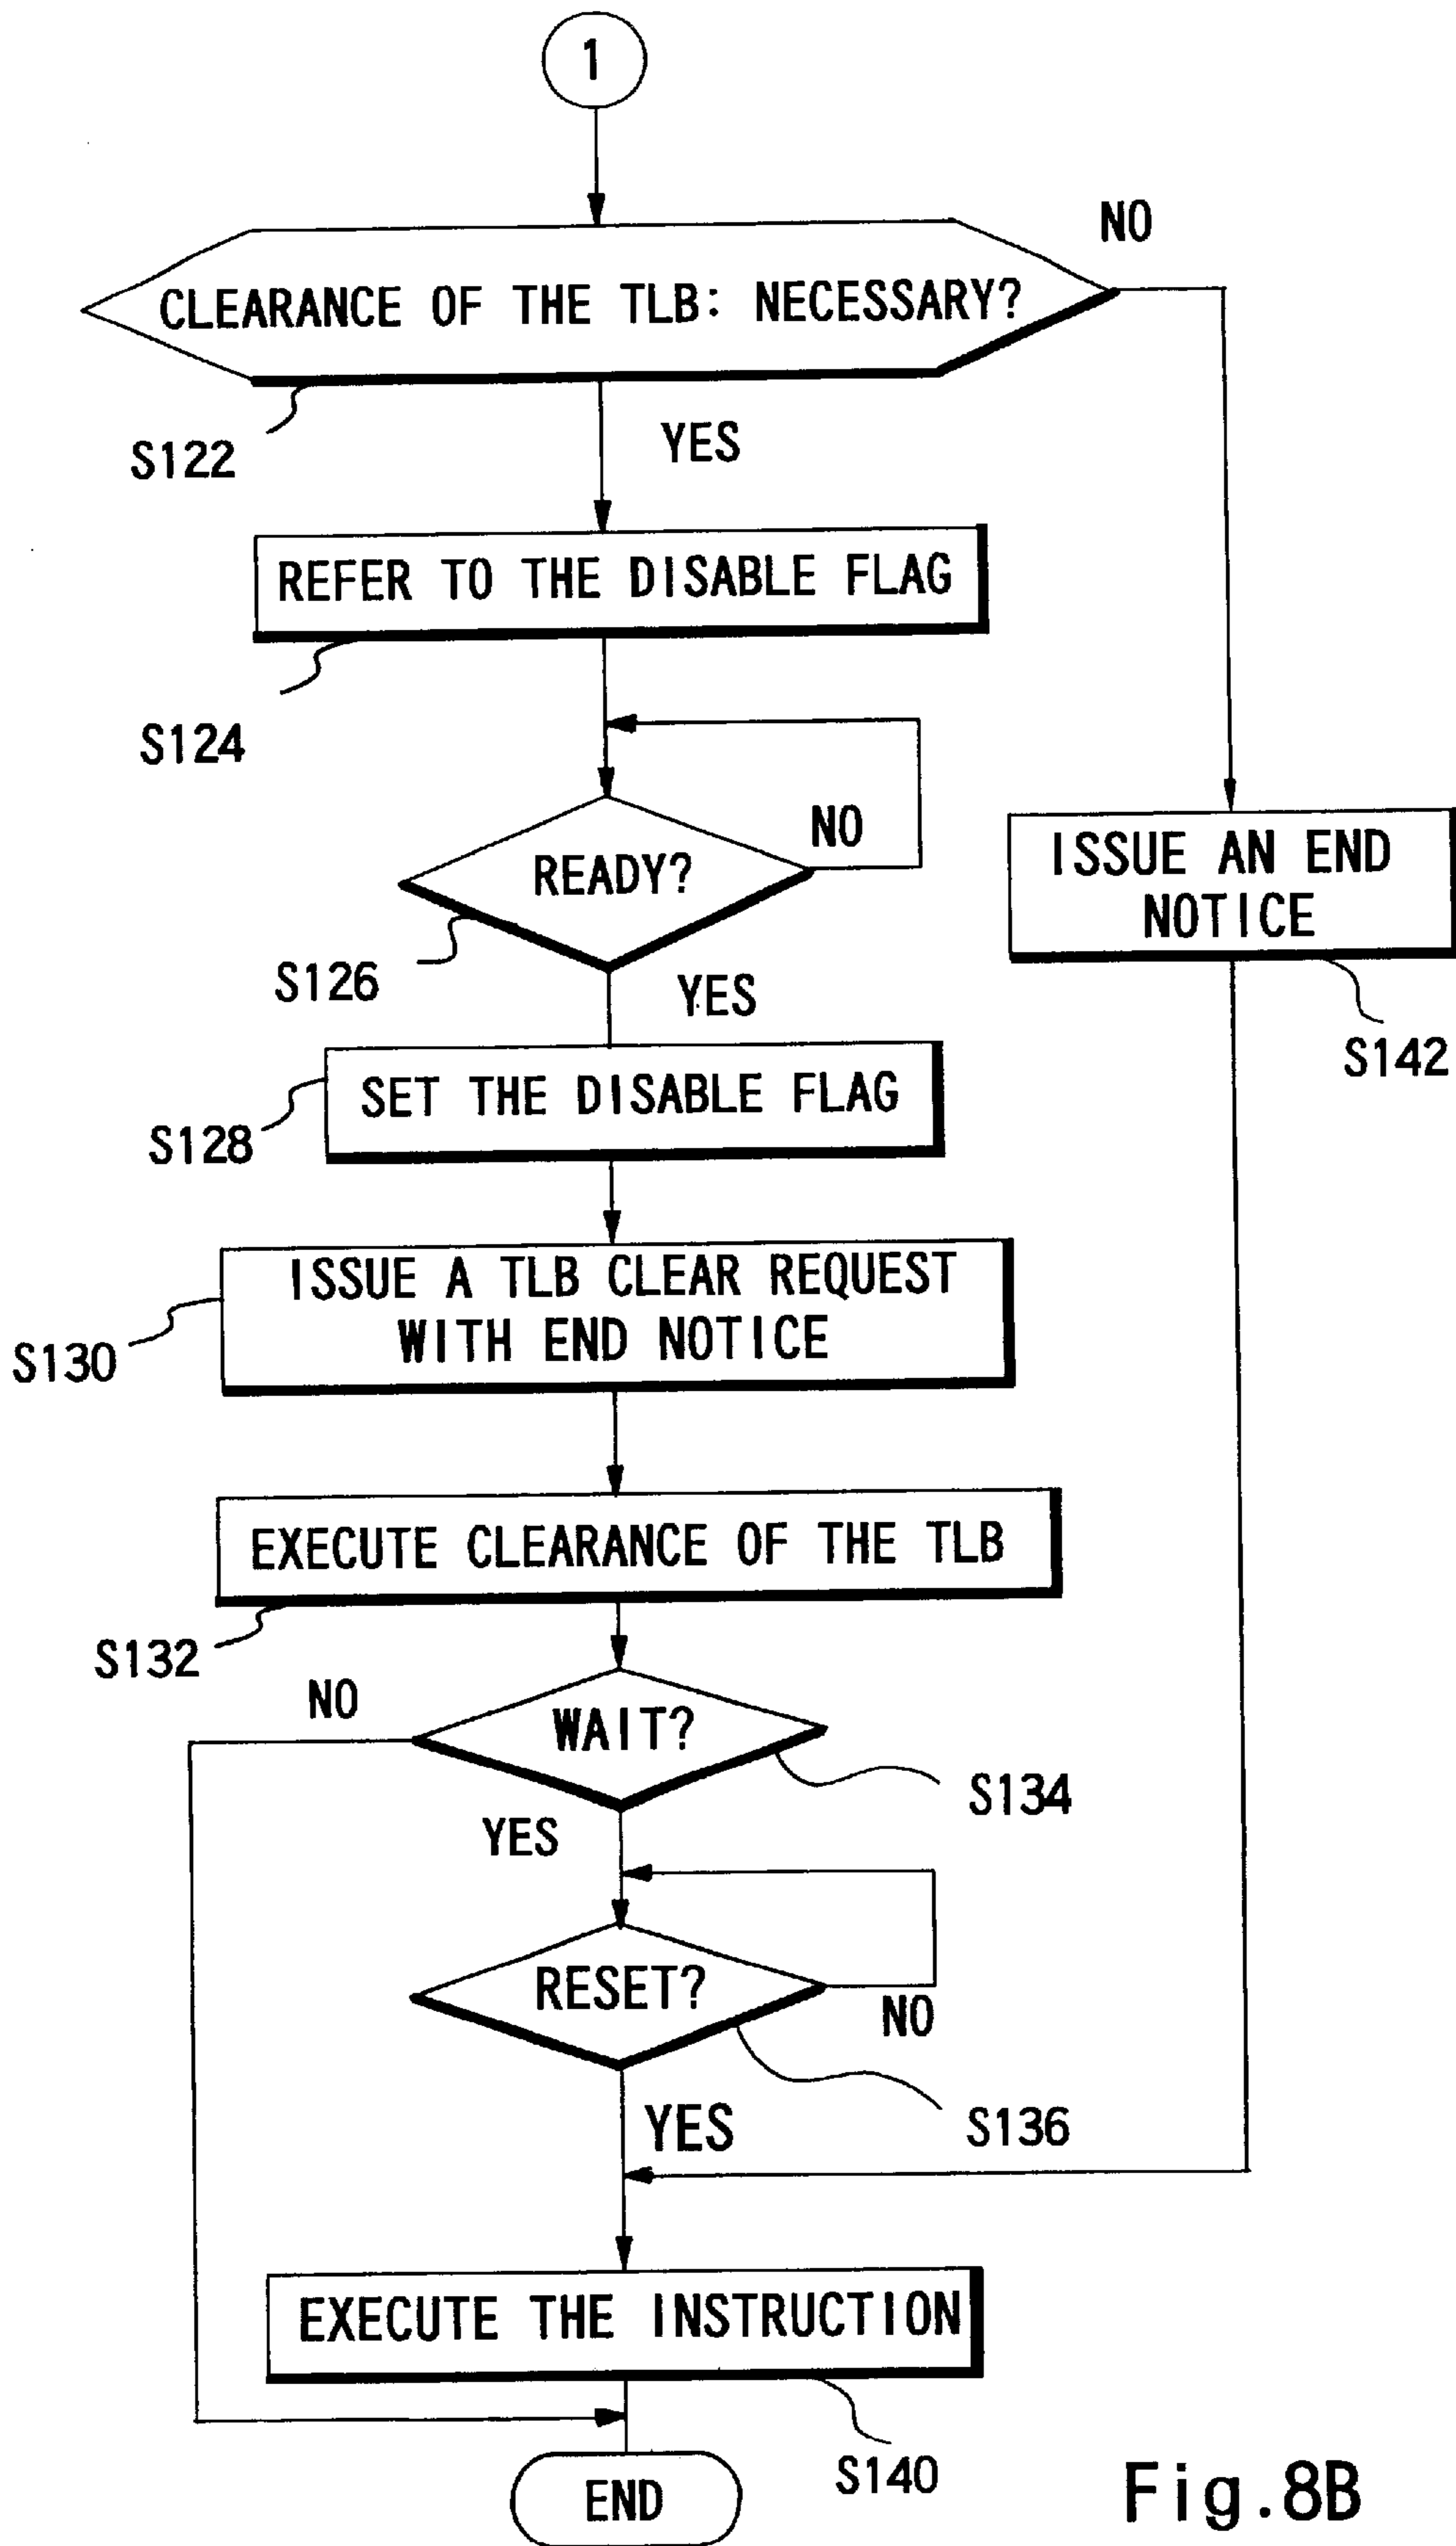 1
NO
CLEARANCE OF THE TLB: NECESSARY?
S122
YES
REFER TO THE DISABLE FLAG
S124
NO
READY?
ISSUE AN END
NOTICE
S126
YES
S142
SET THE DISABLE FLAG
S128
ISSUE A TLB CLEAR REQUEST
WITH END NOTICE
S130
EXECUTE CLEARANCE OF THE TLB
S132
NO
WAIT?
S134
YES
RESET?
NO
YES
S136
EXECUTE THE INSTRUCTION
S140
END
Fig.8B